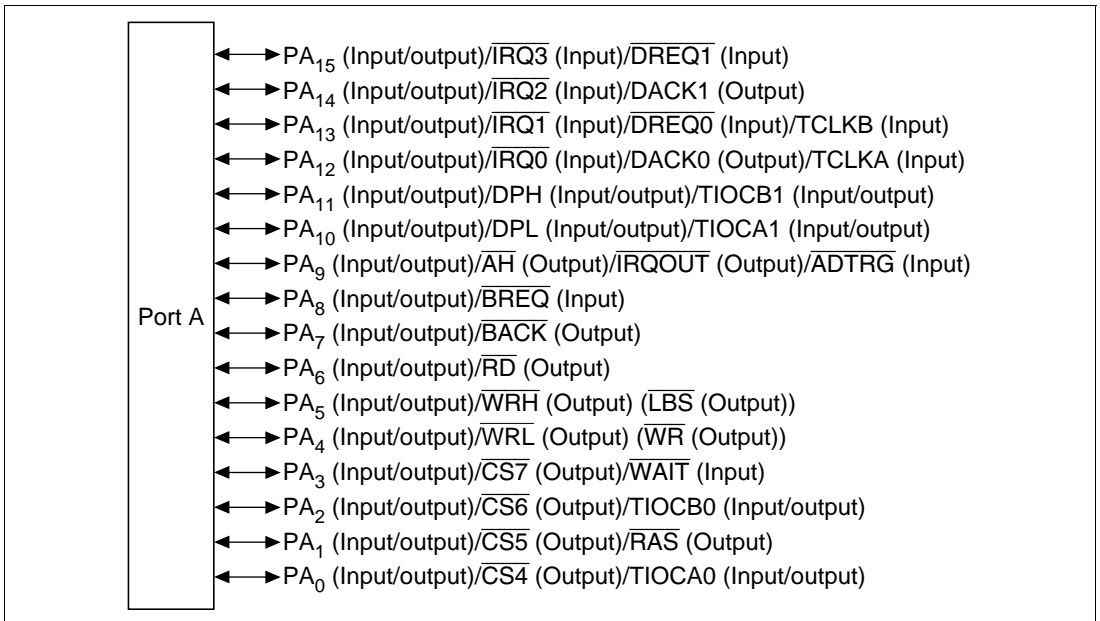 PA15 (Input/output)/IRQ3 (Input)/DREQ1 (Input)
PA14 (Input/output)/IRQ2 (Input)/DACK1 (Output)
PA13 (Input/output)/IRQ1 (Input)/DREQ0 (Input)/TCLKB (Input)
PA12 (Input/output)/IRQ0 (Input)/DACK0 (Output)/TCLKA (Input)
PA11 (Input/output)/DPH (Input/output)/TIOCB1 (Input/output)
PA10 (Input/output)/DPL (Input/output)/TIOCA1 (Input/output)
PA9 (Input/output)/AH (Output)/IRQOUT (Output)/ADTRG (Input)
PA8 (Input/output)/BREQ (Input)
Port A
PA7 (Input/output)/BACK (Output)
PA6 (Input/output)/RD (Output)
PA5 (Input/output)/WRH (Output) (LBS (Output))
PA4 (Input/output)/WRL (Output) (WR (Output))
PA3 (Input/output)/CS7 (Output)/WAIT (Input)
PA2 (Input/output)/CS6 (Output)/TIOCB0 (Input/output)
PA1 (Input/output)/CS5 (Output)/RAS (Output)
PA0 (Input/output)/CS4 (Output)/TIOCA0 (Input/output)